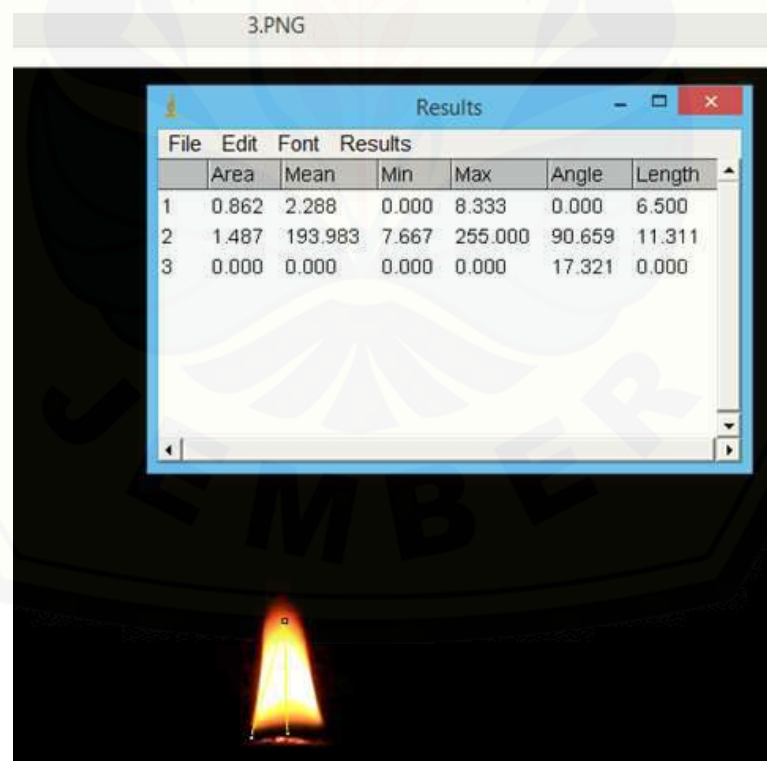 3.PNG
Results
File Edit Font Results
Area Mean Min Max Angle Length
1 0.862 2.288 0.000 8.333 0.000 6.500
2 1.487 193.983 7.667 255.000 90.659 11.311
3 0.000 0.000 0.000 0.000 17.321 0.000
JEMBER